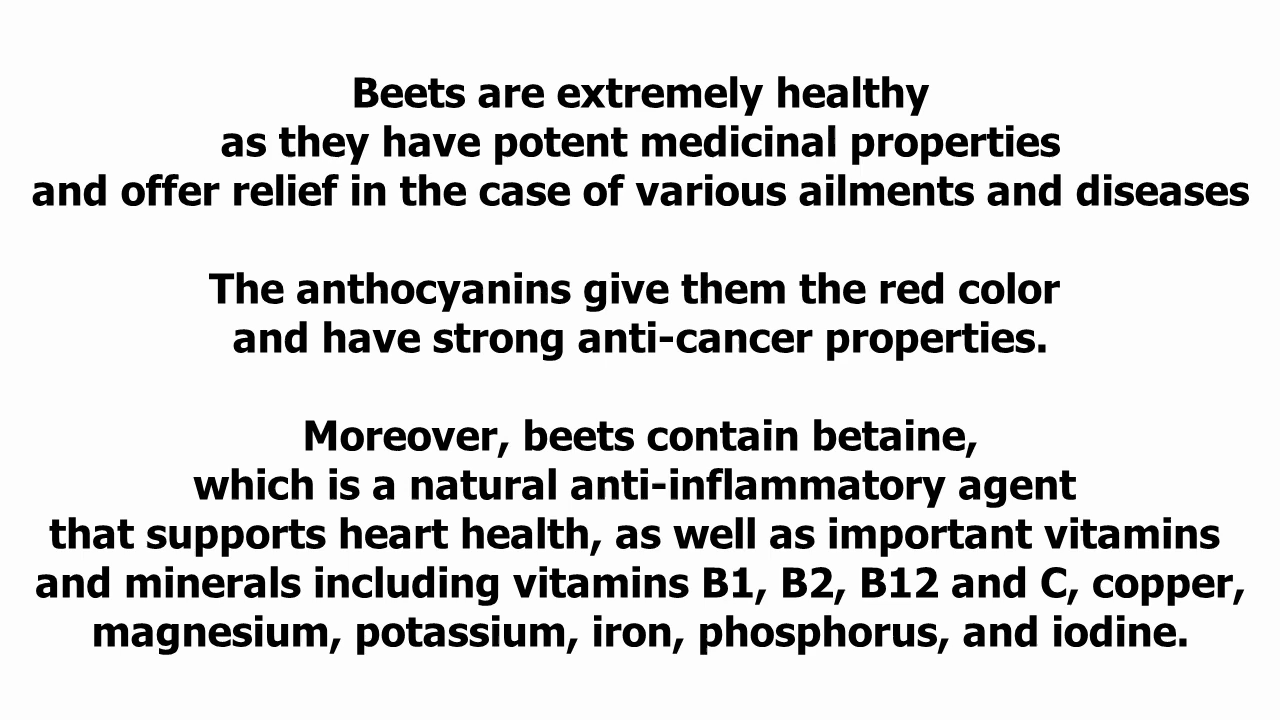 Beets are extremely healthy
as they have potent medicinal properties
and offer relief in the case of various ailments and diseases
The anthocyanins give them the red color
and have strong anti-cancer properties.
Moreover, beets contain betaine,
which is a natural anti-inflammatory agent
that supports heart health, as well as important vitamins
and minerals including vitamins B1, B2, B12 and C, copper,
magnesium, potassium, iron, phosphorus, and iodine.